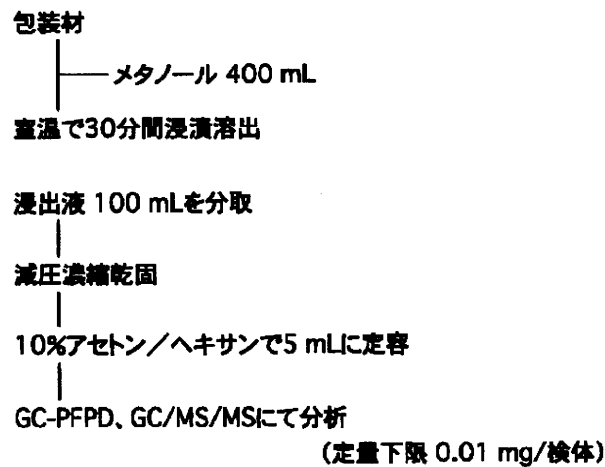 包装材
メタノール 400 mL
室温で30分間浸漬溶出
浸出液 100 mLを分取
減圧濃縮乾固
10%アセトン／ヘキサンで5 mLに定容
GC-PFPD、GC/MS/MSにて分析
(定量下限 0.01 mg/検体)